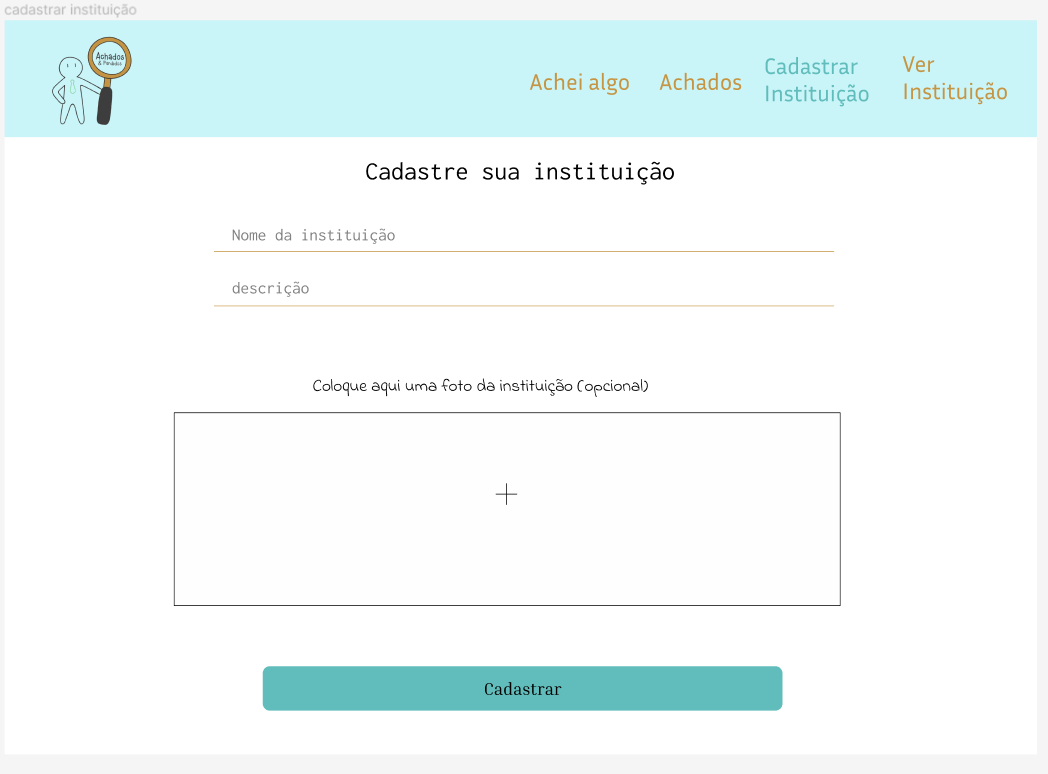 cadastrar instituição
Achados
& Perdidos
Achei algo
Achados
Cadastrar
Instituição
Ver
Instituição
Cadastre sua instituição
Nome da instituição
descrição
Coloque aqui uma foto da instituição (opcional)
Cadastrar